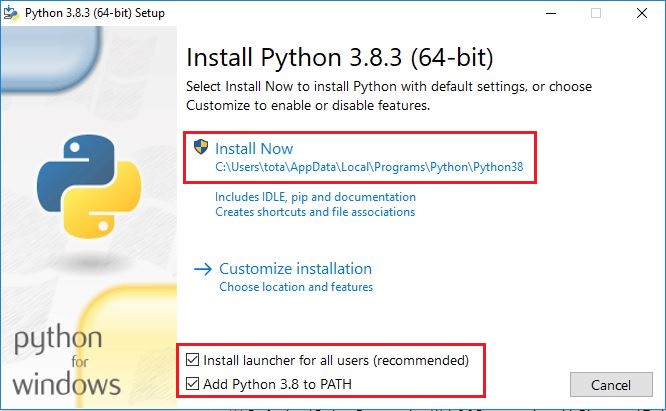 Python 3.8.3 (64-bit) Setup
Install Python 3.8.3 (64-bit)
Select Install Now to install Python with default settings, or choose
Customize to enable or disable features.
Install Now
C:\Users\tota\AppData\Local\Programs\Python\Python38
Includes IDLE, pip and documentation
Creates shortcuts and file associations
Customize installation
Choose location and features
Install launcher for all users (recommended)
Add Python 3.8 to PATH
Cancel
python
for
windows